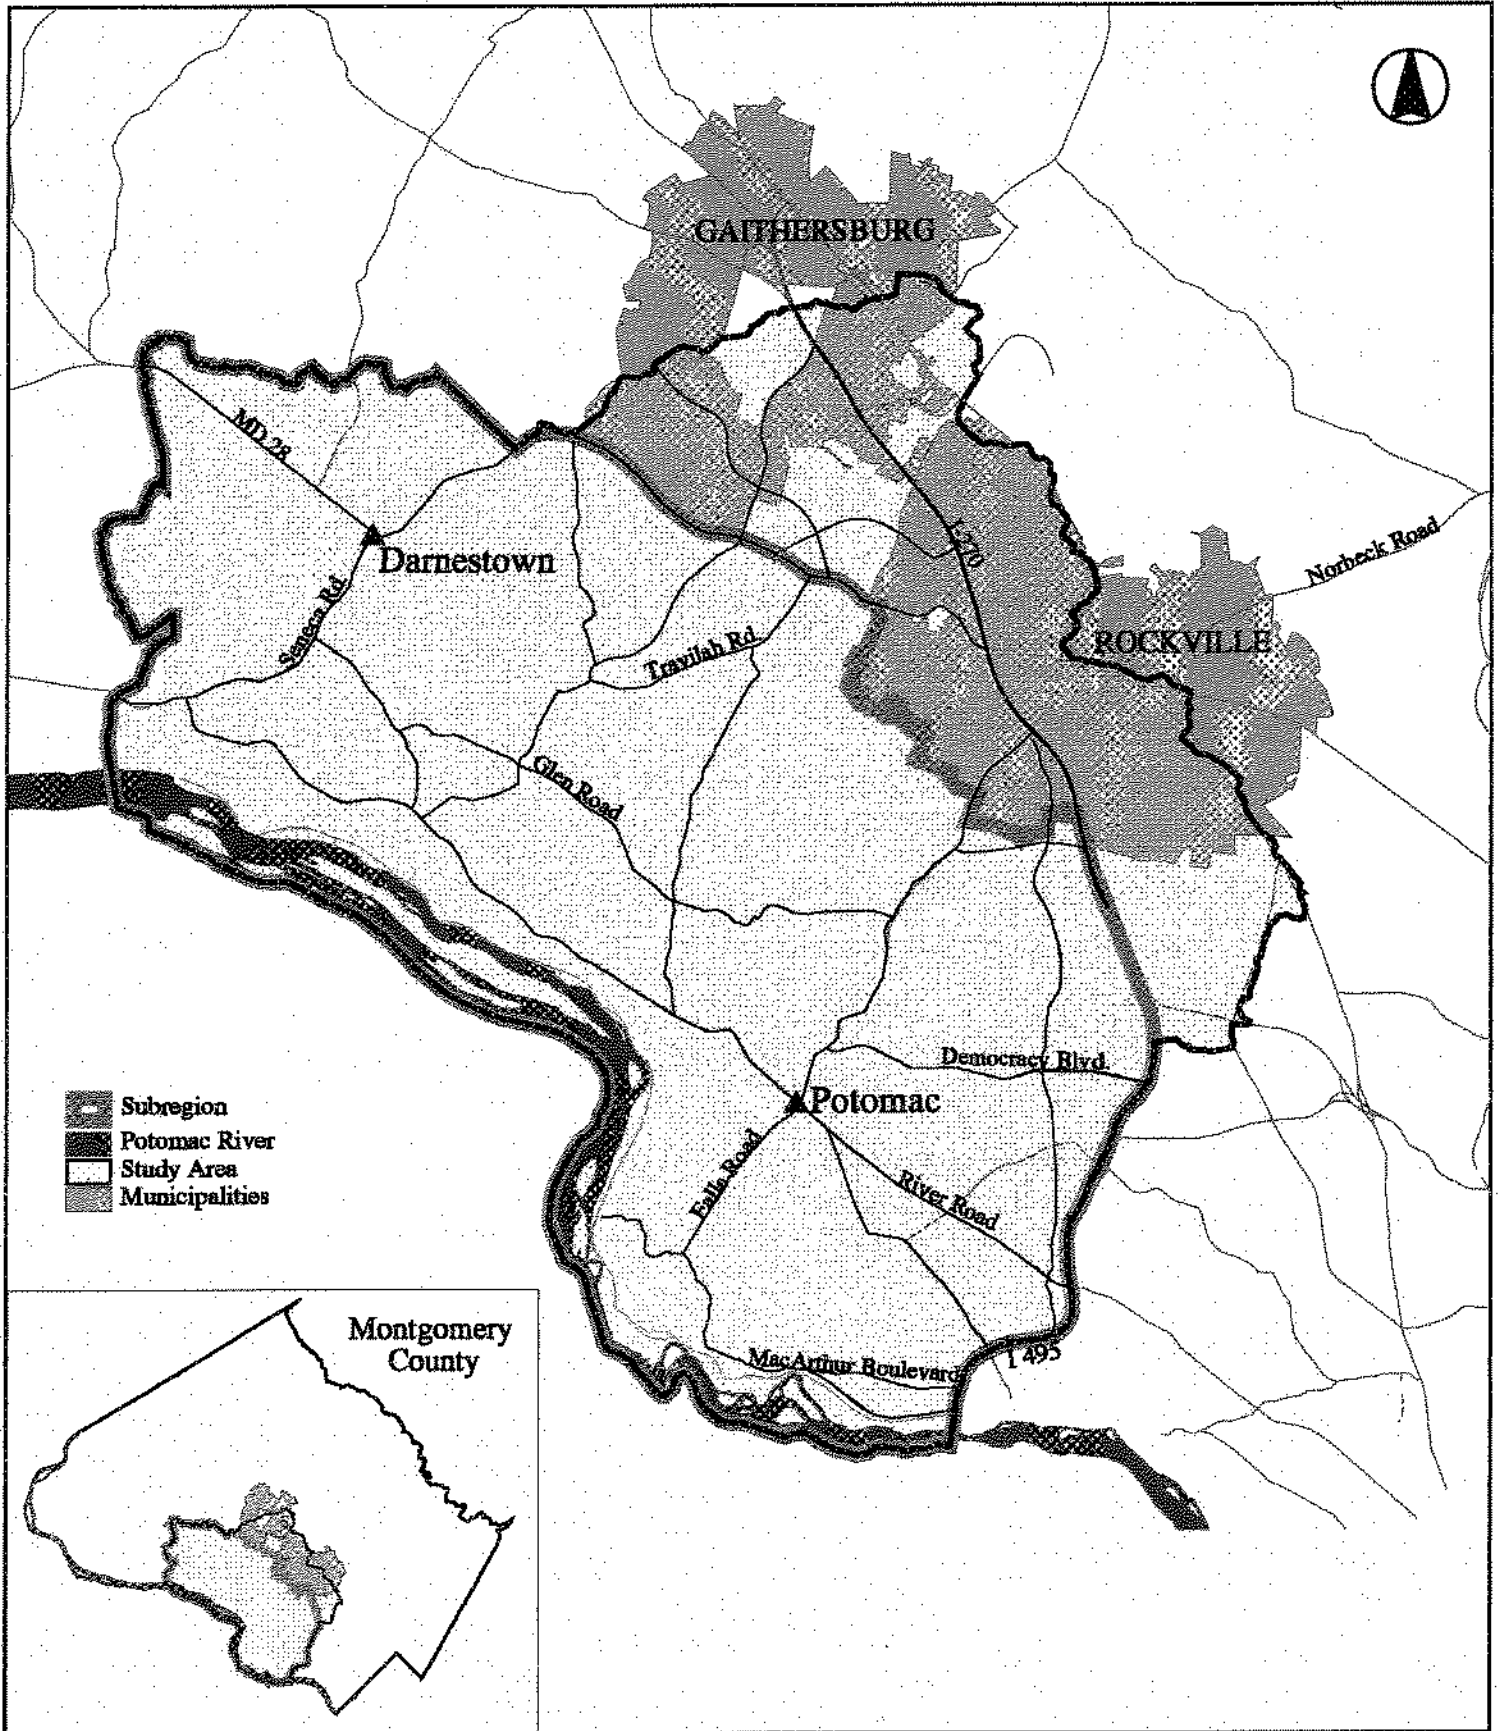 GAITHERSBURG
MD 28
I-270
Norbeck Road
Darnestown
Seneca Rd
ROCKVILLE
Travilah Rd.
Glen Road
Democracy Blvd.
Potomac
Subregion
Potomac River
Study Area
Municipalities
Falls Road
River Road
Montgomery
County
MacArthur Boulevard
I 495